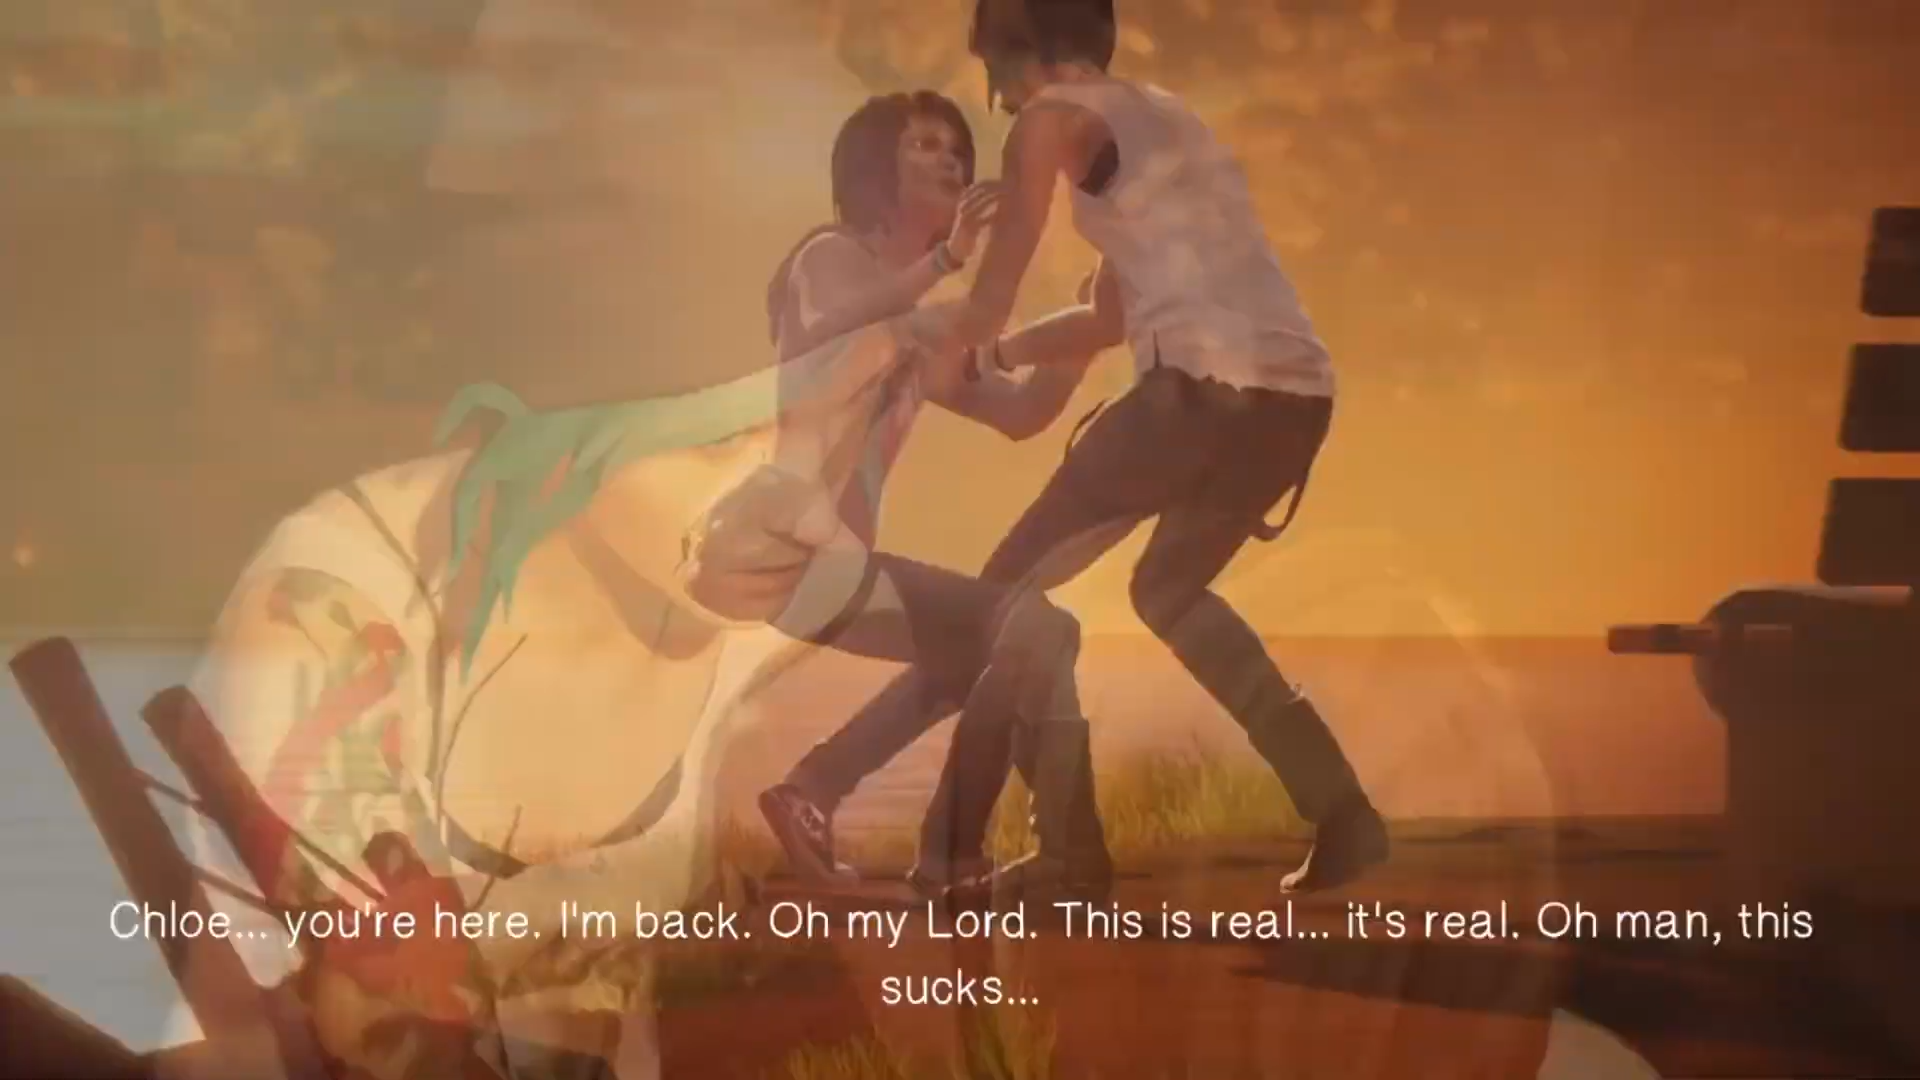 Chloe... you're here. I'm back. Oh my Lord. This is real... it's real. Oh man, this
sucks...